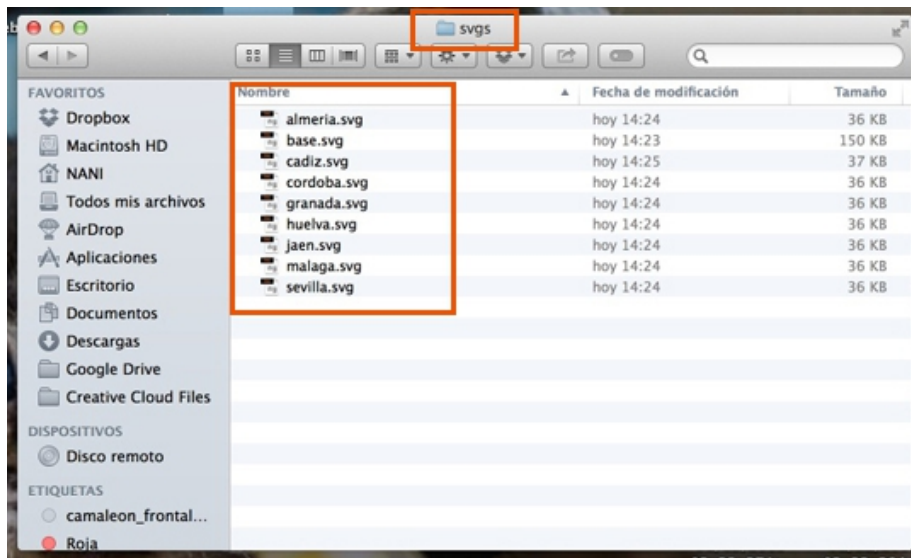 svgs
FAVORITOS
Dropbox
Macintosh HD
NANI
Todos mis archivos
AirDrop
Aplicaciones
Escritorio
Documentos
Descargas
Google Drive
Creative Cloud Files
DISPOSITIVOS
Disco remoto
ETIQUETAS
camaleon_frontal...
Roja
Nombre Fecha de modificación Tamaño
almeria.svg hoy 14:24 36 KB
base.svg hoy 14:23 150 KB
cadiz.svg hoy 14:25 37 KB
cordoba.svg hoy 14:24 36 KB
granada.svg hoy 14:24 36 KB
huelva.svg hoy 14:24 36 KB
jaen.svg hoy 14:24 36 KB
malaga.svg hoy 14:24 36 KB
sevilla.svg hoy 14:24 36 KB